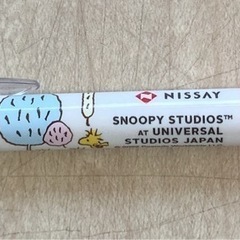 NISSAY
SNOOPY STUDIOS™
AT UNIVERSAL
STUDIOS JAPAN